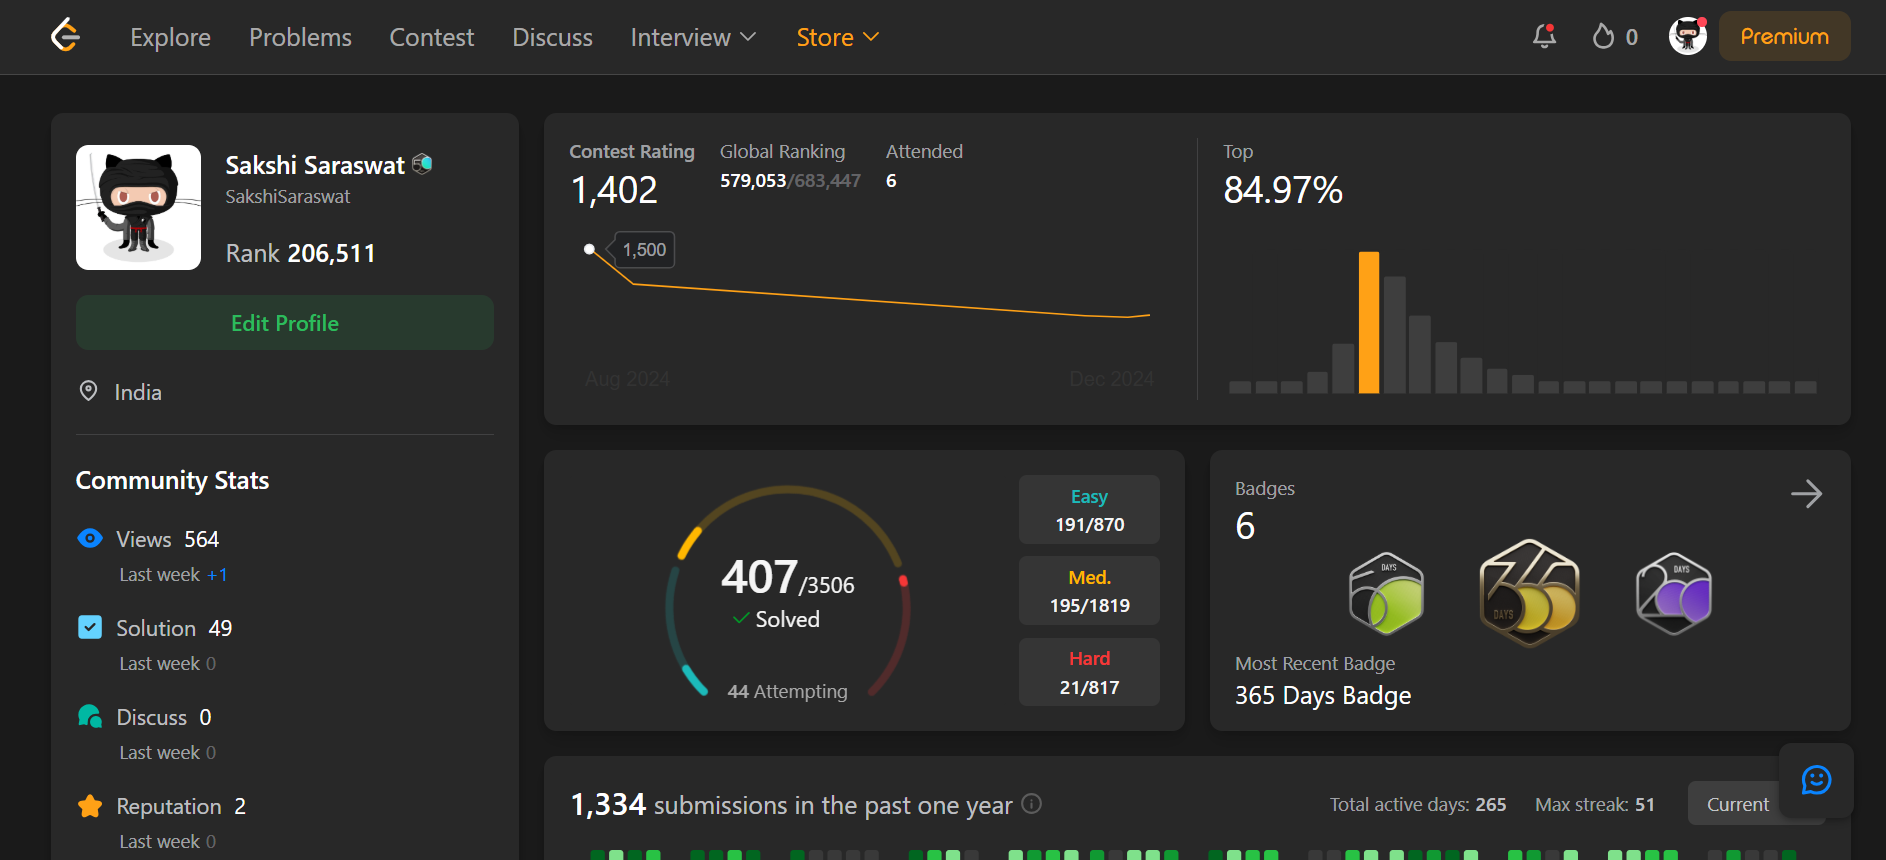 Explore Problems Contest Discuss Interview Store 0 Premium
Sakshi Saraswat
SakshiSaraswat
Rank 206,511
Edit Profile
India
Community Stats
Views 564
Last week +1
Solution 49
Last week 0
Discuss 0
Last week 0
Reputation 2
Last week 0
Contest Rating
1,402
Global Ranking
579,053/683,447
Attended
6
1,500
Aug 2024 Dec 2024
Top
84.97%
407/3506
Solved
44 Attempting
Easy
191/870
Med.
195/1819
Hard
21/817
Badges
6
DAYS
50
365
DAYS
DAYS
200
Most Recent Badge
365 Days Badge
1,334 submissions in the past one year
Total active days: 265 Max streak: 51 Current